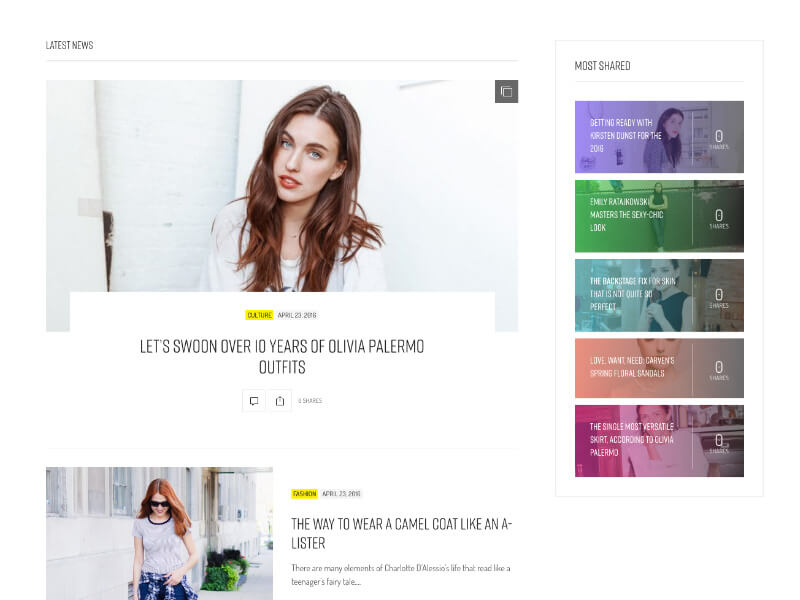 LATEST NEWS
CULTURE APRIL 23, 2016
LET'S SWOON OVER 10 YEARS OF OLIVIA PALERMO
OUTFITS
0 SHARES
FASHION APRIL 23, 2016
THE WAY TO WEAR A CAMEL COAT LIKE AN A-
LISTER
There are many elements of Charlotte D'Alessio's life that read like a
teenager's fairy tale....
MOST SHARED
GETTING READY WITH
KIRSTEN DUNST FOR THE
2016
0
SHARES
EMILY RATAJKOWSKI
MASTERS THE SEXY-CHIC
LOOK
0
SHARES
THE BACKSTAGE FIX FOR SKIN
THAT IS NOT QUITE SO
PERFECT
0
SHARES
LOVE, WANT, NEED: CARVEN'S
SPRING FLORAL SANDALS
0
SHARES
THE SINGLE MOST VERSATILE
SKIRT, ACCORDING TO OLIVIA
PALERMO
0
SHARES